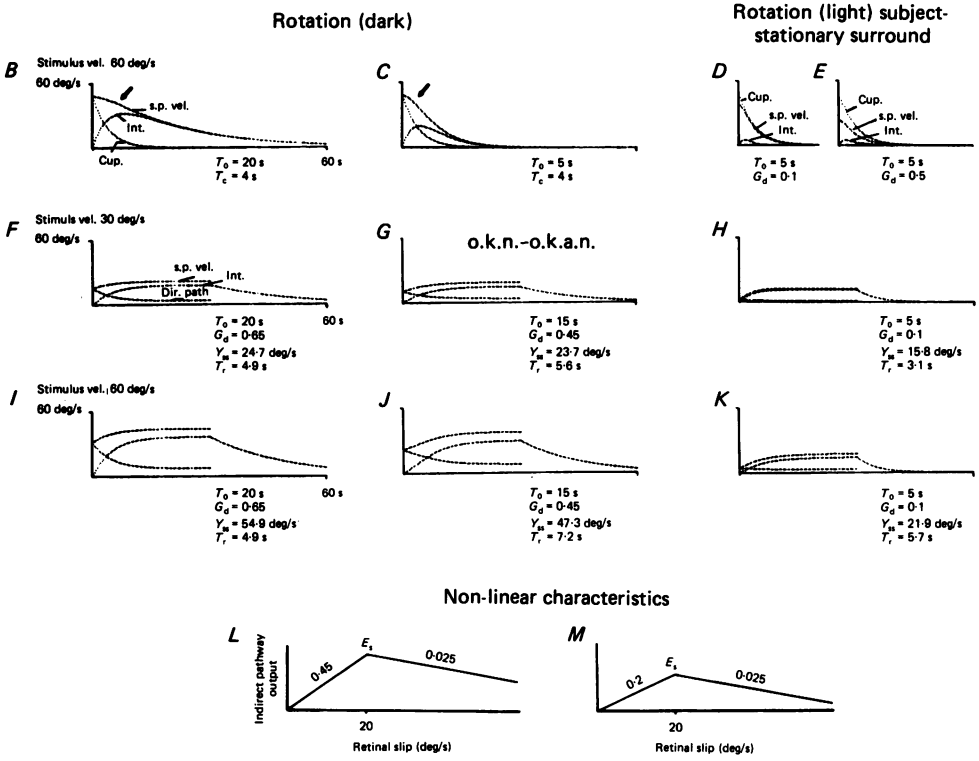 Rotation (dark)
Rotation (light) subject-
stationary surround
B
Stimulus vel. 60 deg/s
60 deg/s
s.p. vel.
Int.
Cup.
T₀ = 20 s
T꜀ = 4 s
60 s
C
T₀ = 5 s
T꜀ = 4 s
D
Cup.
s.p. vel.
Int.
T₀ = 5 s
G_d = 0·1
E
Cup.
s.p. vel.
Int.
T₀ = 5 s
G_d = 0·5
F
Stimulus vel. 30 deg/s
60 deg/s
s.p. vel.
Int.
Dir. path
T₀ = 20 s
60 s
G_d = 0·65
Y_ss = 24·7 deg/s
T_r = 4·9 s
G
o.k.n.-o.k.a.n.
T₀ = 15 s
G_d = 0·45
Y_ss = 23·7 deg/s
T_r = 5·6 s
H
T₀ = 5 s
G_d = 0·1
Y_ss = 15·8 deg/s
T_r = 3·1 s
I
Stimulus vel. 60 deg/s
60 deg/s
T₀ = 20 s
60 s
G_d = 0·65
Y_ss = 54·9 deg/s
T_r = 4·9 s
J
T₀ = 15 s
G_d = 0·45
Y_ss = 47·3 deg/s
T_r = 7·2 s
K
T₀ = 5 s
G_d = 0·1
Y_ss = 21·9 deg/s
T_r = 5·7 s
Non-linear characteristics
L
Indirect pathway
output
0·45
E_s
0·025
20
Retinal slip (deg/s)
M
0·2
E_s
0·025
20
Retinal slip (deg/s)